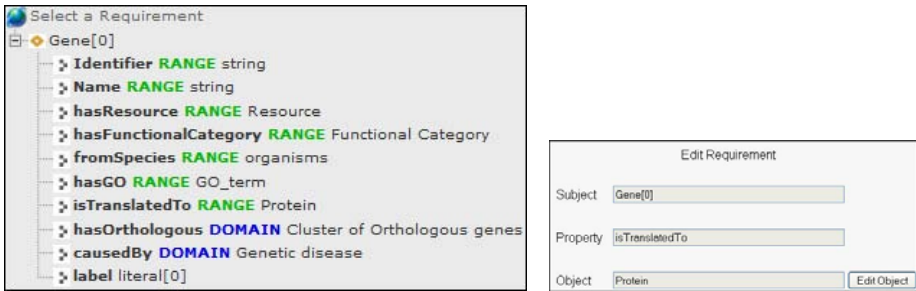 Select a Requirement
Gene[0]
Identifier RANGE string
Name RANGE string
hasResource RANGE Resource
hasFunctionalCategory RANGE Functional Category
fromSpecies RANGE organisms
hasGO RANGE GO_term
isTranslatedTo RANGE Protein
hasOrthologous DOMAIN Cluster of Orthologous genes
causedBy DOMAIN Genetic disease
label literal[0]
Edit Requirement
Subject Gene[0]
Property isTranslatedTo
Object Protein Edit Object